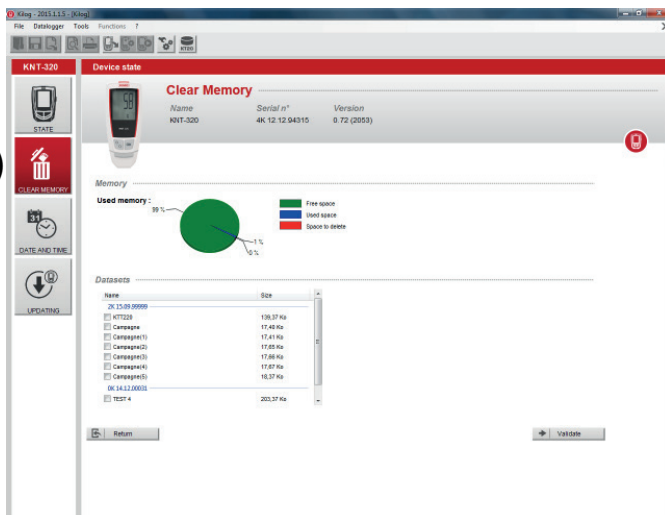 Kilog - 2015.1.1.5 - [Kilog]
File Datalogger Tools Functions ?
KTDO
KNT-320 Device state
Clear Memory
Name Serial n° Version
KNT-320 4K 12.12.94315 0.72 (2053)
STATE
CLEAR MEMORY
DATE AND TIME
UPDATING
Memory
Used memory :
99 %
1 %
0 %
Free space
Used space
Space to delete
Datasets
Name Size
2K 15.09.99999
KTT220 139,37 Ko
Campagne 17,40 Ko
Campagne(1) 17,41 Ko
Campagne(2) 17,65 Ko
Campagne(3) 17,66 Ko
Campagne(4) 17,67 Ko
Campagne(5) 18,37 Ko
0K 14.12.00031
TEST 4 203,37 Ko
Return Validate